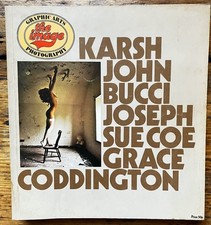 GRAPHIC ARTS
the image
PHOTOGRAPHY
KARSH
JOHN
BUCCI
JOSEPH
SUE COE
GRACE
CODDINGTON